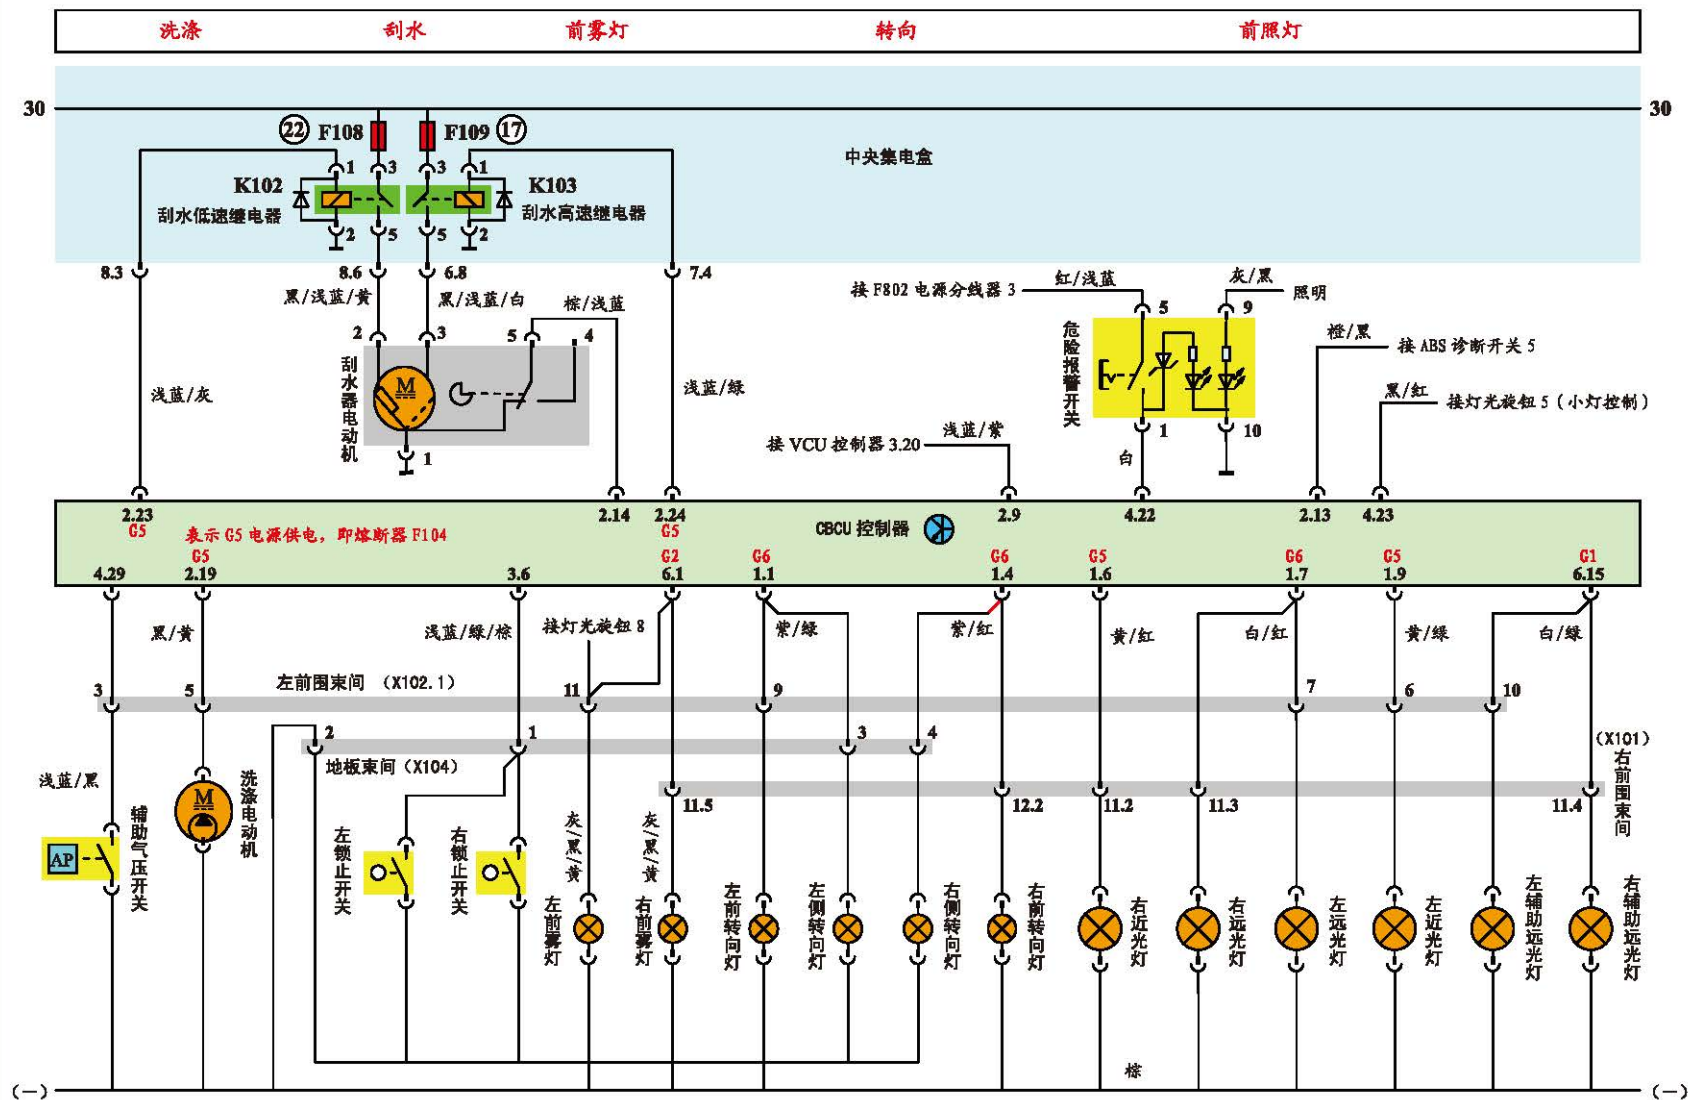 洗涤 刮水 前雾灯 转向 前照灯
30 30
22 F108 F109 17
中央集电盒
1 3 3 1
K102 K103
刮水低速继电器 刮水高速继电器
2 5 5 2
8.3 8.6 6.8 7.4
黑/浅蓝/黄 黑/浅蓝/白 棕/浅蓝
接 F802 电源分线器 3 红/浅蓝 灰/黑 照明
5 9
2 3 5 4
危险报警开关
橙/黑 接 ABS 诊断开关 5
刮水器电动机
M
浅蓝/灰 浅蓝/绿
黑/红 接灯光旋钮 5（小灯控制）
1 10
接 VCU 控制器 3.20 浅蓝/紫
1
白
2.23 2.14 2.24 2.9 4.22 2.13 4.23
G5 表示 G5 电源供电，即熔断器 F104 G5 CBCU 控制器
G5 G2 G6 G6 G5 G6 G5 G1
4.29 2.19 3.6 6.1 1.1 1.4 1.6 1.7 1.9 6.15
黑/黄 浅蓝/绿/棕 接灯光旋钮 8 紫/绿 紫/红 黄/红 白/红 黄/绿 白/绿
左前围束间 （X102.1）
3 5 11 9 7 6 10
2 1 3 4
地板束间（X104）
（X101）
右前围束间
浅蓝/黑
11.5 12.2 11.2 11.3 11.4
辅助气压开关
AP
M
洗涤电动机
左锁止开关
右锁止开关
灰/黑/黄
灰/黑/黄
左前雾灯
右前雾灯
左前转向灯
左侧转向灯
右侧转向灯
右前转向灯
右近光灯
右远光灯
左远光灯
左近光灯
左辅助远光灯
右辅助远光灯
棕
（—） （—）